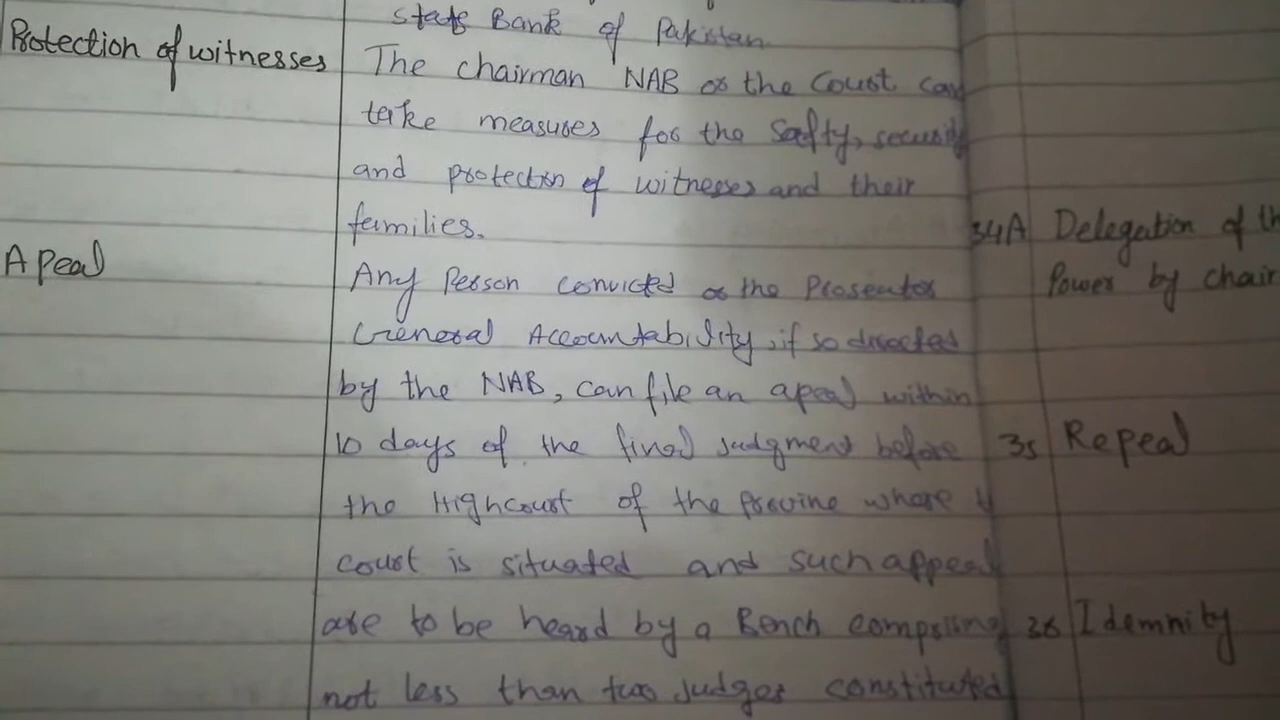 state Bank of Pakistan
Protection of witnesses
The chairman NAB or the Court can
take measures for the Safty, security
and protection of witnesses and their
families.
Apeal
Any Person convicted or the Prosecutor
General Accountability, if so directed
by the NAB, can file an apeal within
10 days of the final judgment before
the Highcourt of the Provine where
court is situated and such appeal
are to be heard by a Bench comprising
not less than two judges constituted
34A Delegation of th
Power by chair
35 Repeal
36 Idemnity